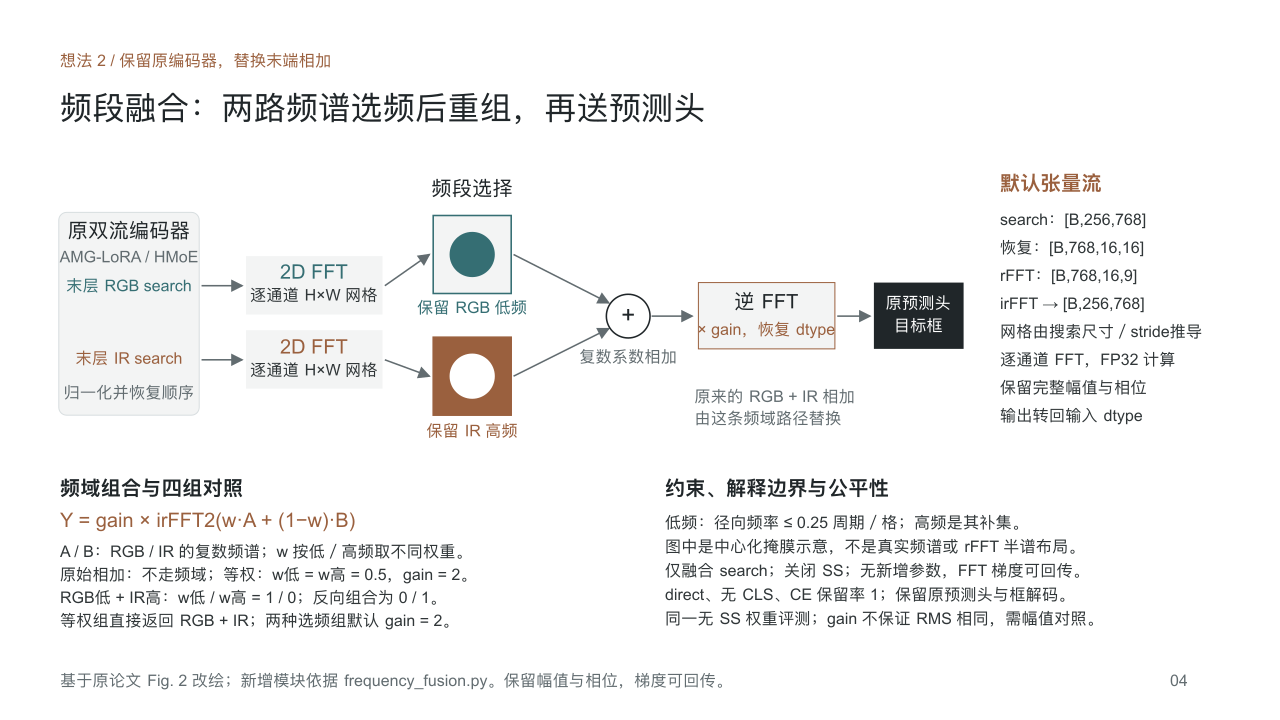 想法 2 / 保留原编码器，替换末端相加
频段融合：两路频谱选频后重组，再送预测头
原双流编码器
AMG-LoRA / HMoE
末层 RGB search
末层 IR search
归一化并恢复顺序
2D FFT
逐通道 H×W 网格
2D FFT
逐通道 H×W 网格
频段选择
保留 RGB 低频
保留 IR 高频
+
复数系数相加
逆 FFT
× gain，恢复 dtype
原预测头
目标框
原来的 RGB + IR 相加
由这条频域路径替换
默认张量流
search：[B,256,768]
恢复：[B,768,16,16]
rFFT：[B,768,16,9]
irFFT → [B,256,768]
网格由搜索尺寸 / stride推导
逐通道 FFT，FP32 计算
保留完整幅值与相位
输出转回输入 dtype
频域组合与四组对照
Y = gain × irFFT2(w·A + (1−w)·B)
A / B：RGB / IR 的复数频谱；w 按低 / 高频取不同权重。
原始相加：不走频域；等权：w低 = w高 = 0.5，gain = 2。
RGB低 + IR高：w低 / w高 = 1 / 0；反向组合为 0 / 1。
等权组直接返回 RGB + IR；两种选频组默认 gain = 2。
约束、解释边界与公平性
低频：径向频率 ≤ 0.25 周期 / 格；高频是其补集。
图中是中心化掩膜示意，不是真实频谱或 rFFT 半谱布局。
仅融合 search；关闭 SS；无新增参数，FFT 梯度可回传。
direct、无 CLS、CE 保留率 1；保留原预测头与框解码。
同一无 SS 权重评测；gain 不保证 RMS 相同，需幅值对照。
基于原论文 Fig. 2 改绘；新增模块依据 frequency_fusion.py。保留幅值与相位，梯度可回传。
04